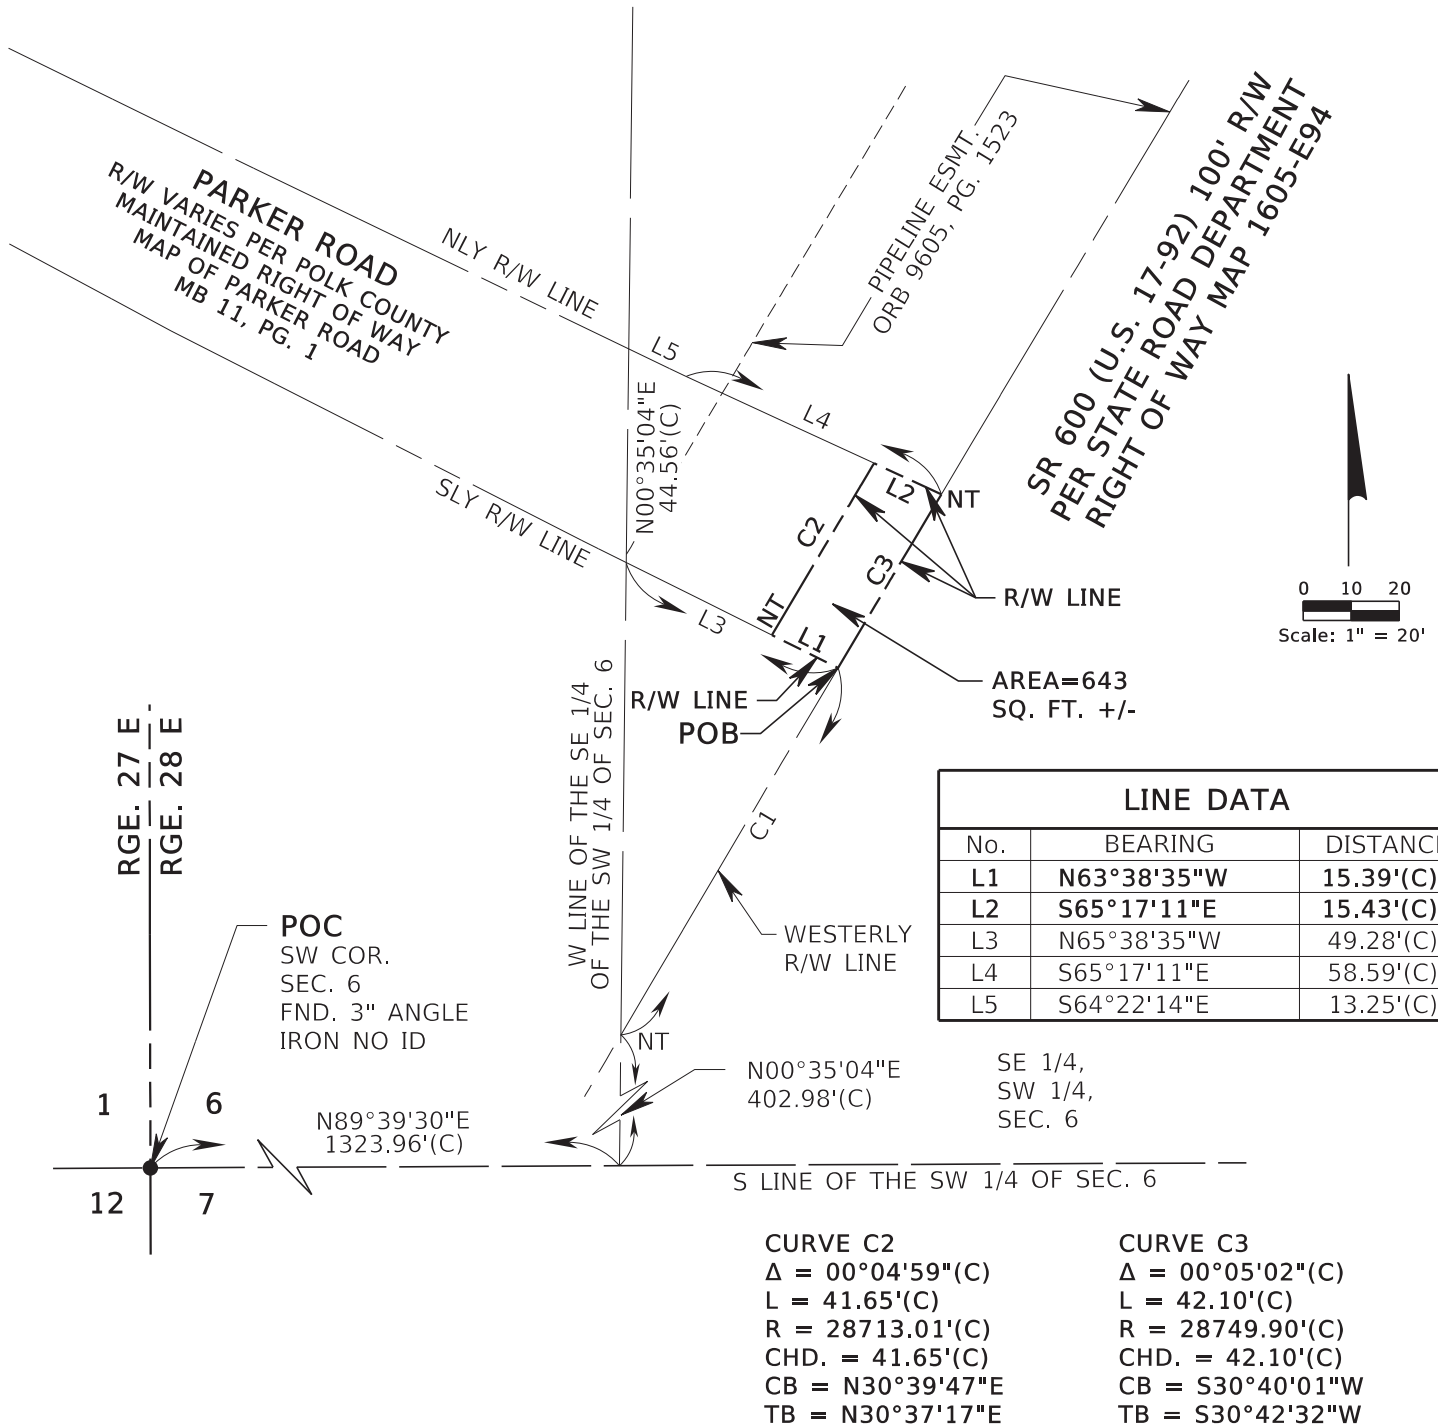 PARKER ROAD
R/W VARIES PER POLK COUNTY
MAINTAINED RIGHT OF WAY
MAP OF PARKER ROAD
MB 11, PG. 1
NLY R/W LINE
SLY R/W LINE
PIPELINE ESMT.
ORB 9605, PG. 1523
SR 600 (U.S. 17-92) 100' R/W
PER STATE ROAD DEPARTMENT
RIGHT OF WAY MAP 1605-E94
L5
L4
L2
NT
N00°35'04"E
44.56'(C)
C2
C3
NT
L1
L3
R/W LINE
0 10 20
Scale: 1" = 20'
R/W LINE
POB
AREA=643
SQ. FT. +/-
W LINE OF THE SE 1/4
OF THE SW 1/4 OF SEC. 6
C1
RGE. 27 E
RGE. 28 E
LINE DATA
No. BEARING DISTANC
L1 N63°38'35"W 15.39'(C)
L2 S65°17'11"E 15.43'(C)
L3 N65°38'35"W 49.28'(C)
L4 S65°17'11"E 58.59'(C)
L5 S64°22'14"E 13.25'(C)
POC
SW COR.
SEC. 6
FND. 3" ANGLE
IRON NO ID
WESTERLY
R/W LINE
NT
N00°35'04"E
402.98'(C)
SE 1/4,
SW 1/4,
SEC. 6
1 6
N89°39'30"E
1323.96'(C)
12 7
S LINE OF THE SW 1/4 OF SEC. 6
CURVE C2
Δ = 00°04'59"(C)
L = 41.65'(C)
R = 28713.01'(C)
CHD. = 41.65'(C)
CB = N30°39'47"E
TB = N30°37'17"E
CURVE C3
Δ = 00°05'02"(C)
L = 42.10'(C)
R = 28749.90'(C)
CHD. = 42.10'(C)
CB = S30°40'01"W
TB = S30°42'32"W